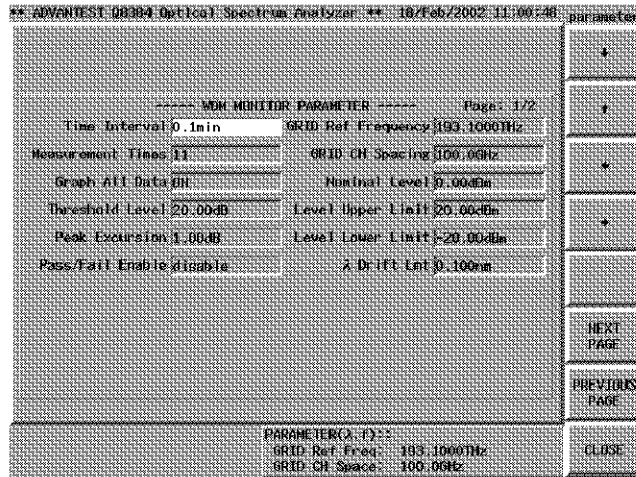 ** ADVANTEST Q8384 Optical Spectrum Analyzer ** 18/Feb/2002 11:00:48
parameter
----- WDM MONITOR PARAMETER ----- Page: 1/2
Time Interval 0.1min GRID Ref Frequency 193.1000THz
Measurement Times 11 GRID CH Spacing 100.0GHz
Graph All Data ON Nominal Level 0.00dBm
Threshold Level 20.00dB Level Upper Limit 20.00dBm
Peak Excursion 1.00dB Level Lower Limit -20.00dBm
Pass/Fail Enable disable λ Drift Lmt 0.100nm
NEXT
PAGE
PREVIOUS
PAGE
CLOSE
PARAMETER(λ.f)::
GRID Ref Freq: 193.1000THz
GRID CH Space: 100.0GHz